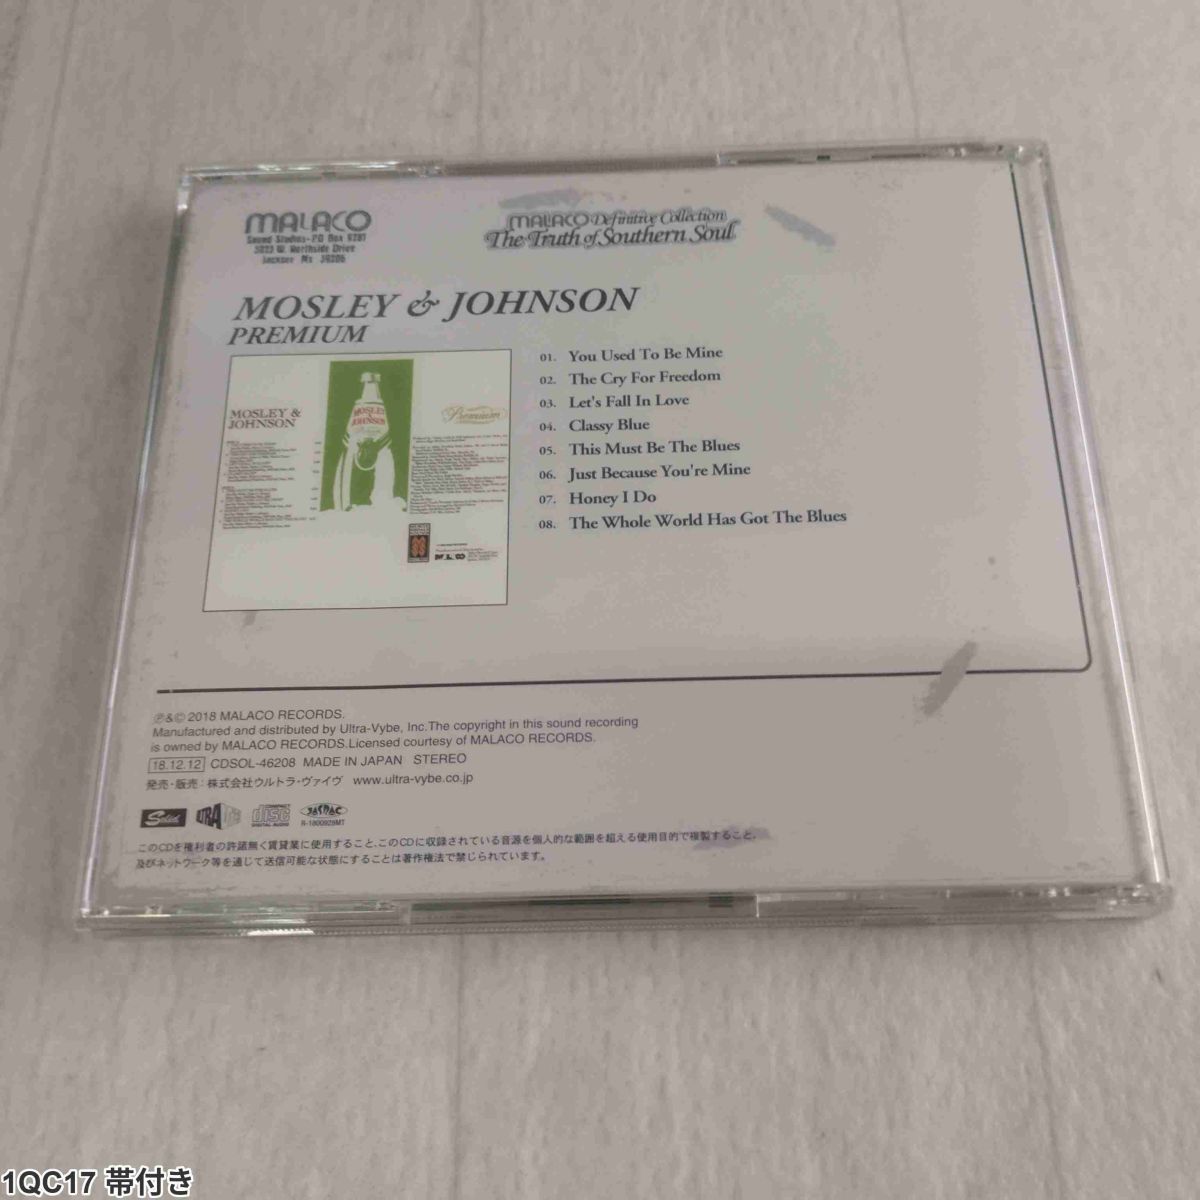 MALACO
Sound Studios-PO Box 9287
3023 W. Northside Drive
Jackson Ms 39206
MALACO Definitive Collection
The Truth of Southern Soul
MOSLEY & JOHNSON
PREMIUM
MOSLEY &
JOHNSON
MOSLEY
&
JOHNSON
Premium
01. You Used To Be Mine
02. The Cry For Freedom
03. Let's Fall In Love
04. Classy Blue
05. This Must Be The Blues
06. Just Because You're Mine
07. Honey I Do
08. The Whole World Has Got The Blues
℗&© 2018 MALACO RECORDS.
Manufactured and distributed by Ultra-Vybe, Inc.The copyright in this sound recording
is owned by MALACO RECORDS.Licensed courtesy of MALACO RECORDS.
18.12.12 CDSOL-46208 MADE IN JAPAN STEREO
発売・販売：株式会社ウルトラ・ヴァイヴ www.ultra-vybe.co.jp
Solid
COMPACT
disc
DIGITAL AUDIO
JASRAC
R-1800928MT
このCDを権利者の許諾無く賃貸業に使用すること、このCDに収録されている音源を個人的な範囲を超える使用目的で複製すること、
及びネットワーク等を通じて送信可能な状態にすることは著作権法で禁じられています。
1QC17 帯付き